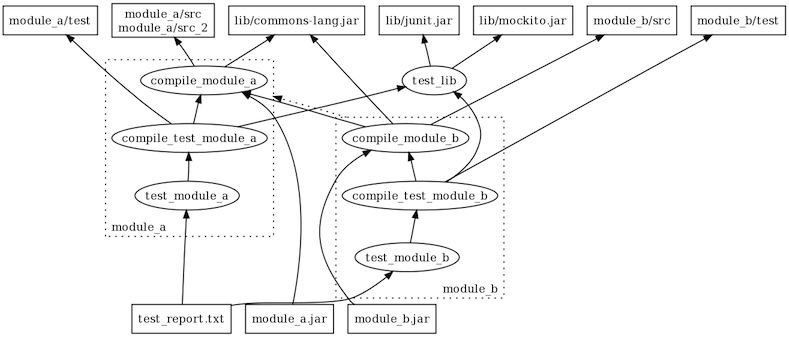 module_a/test
module_a/src
module_a/src_2
lib/commons-lang.jar
lib/junit.jar
lib/mockito.jar
module_b/src
module_b/test
compile_module_a
test_lib
compile_test_module_a
compile_module_b
test_module_a
compile_test_module_b
module_a
test_module_b
module_b
test_report.txt
module_a.jar
module_b.jar